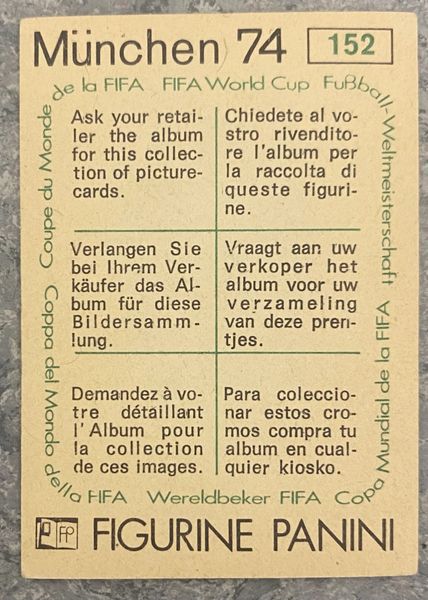 München 74 152
de la FIFA FIFA World Cup Fußball-Weltmeisterschaft
Coupe du Monde
Ask your retai-
ler the album
for this collec-
tion of picture-
cards.
Chiedete al vo-
stro rivendito-
re l'album per
la raccolta di
queste figuri-
ne.
Verlangen Sie
bei Ihrem Ver-
käufer das Al-
bum für diese
Bildersamm-
lung.
Vraagt aan uw
verkoper het
album voor uw
verzameling
van deze pren-
tjes.
Demandez à vo-
tre détaillant
l'Album pour
la collection
de ces images.
Para coleccio-
nar estos cro-
mos compra tu
album en cual-
quier kiosko.
Coppa del Mondo della FIFA
Wereldbeker FIFA
Copa Mundial de la FIFA
FP FIGURINE PANINI